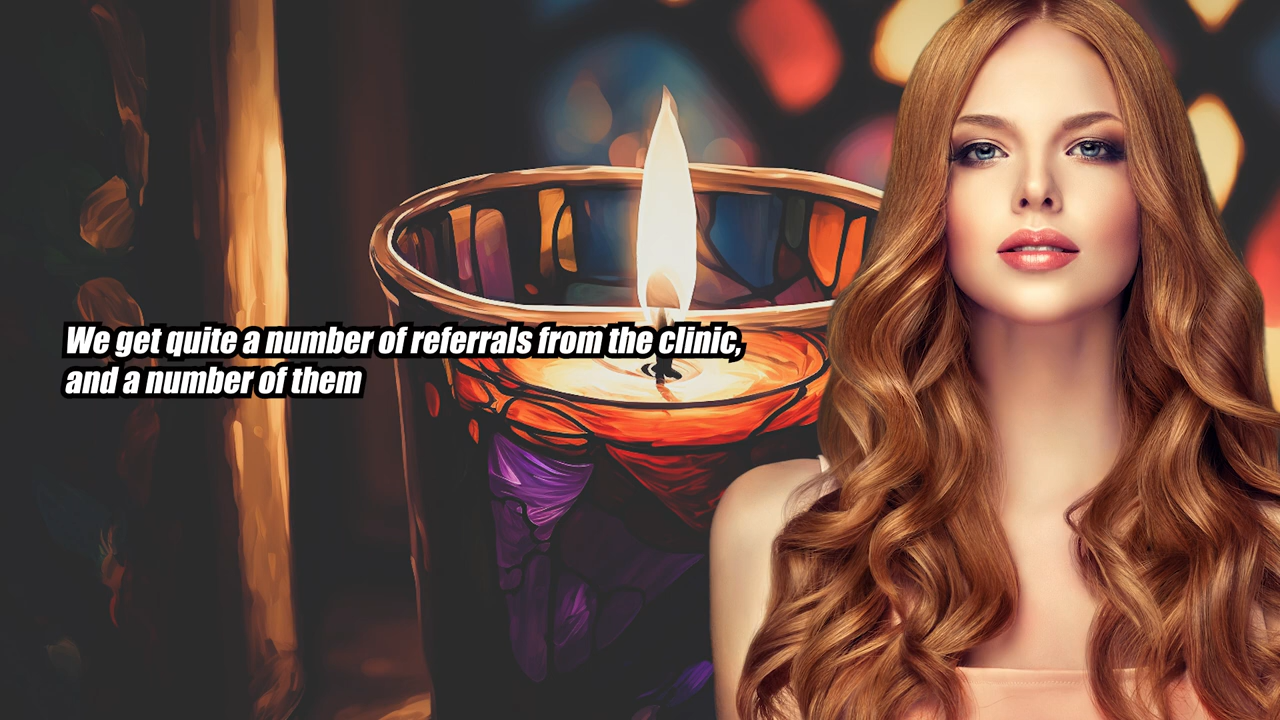 We get quite a number of referrals from the clinic,
and a number of them